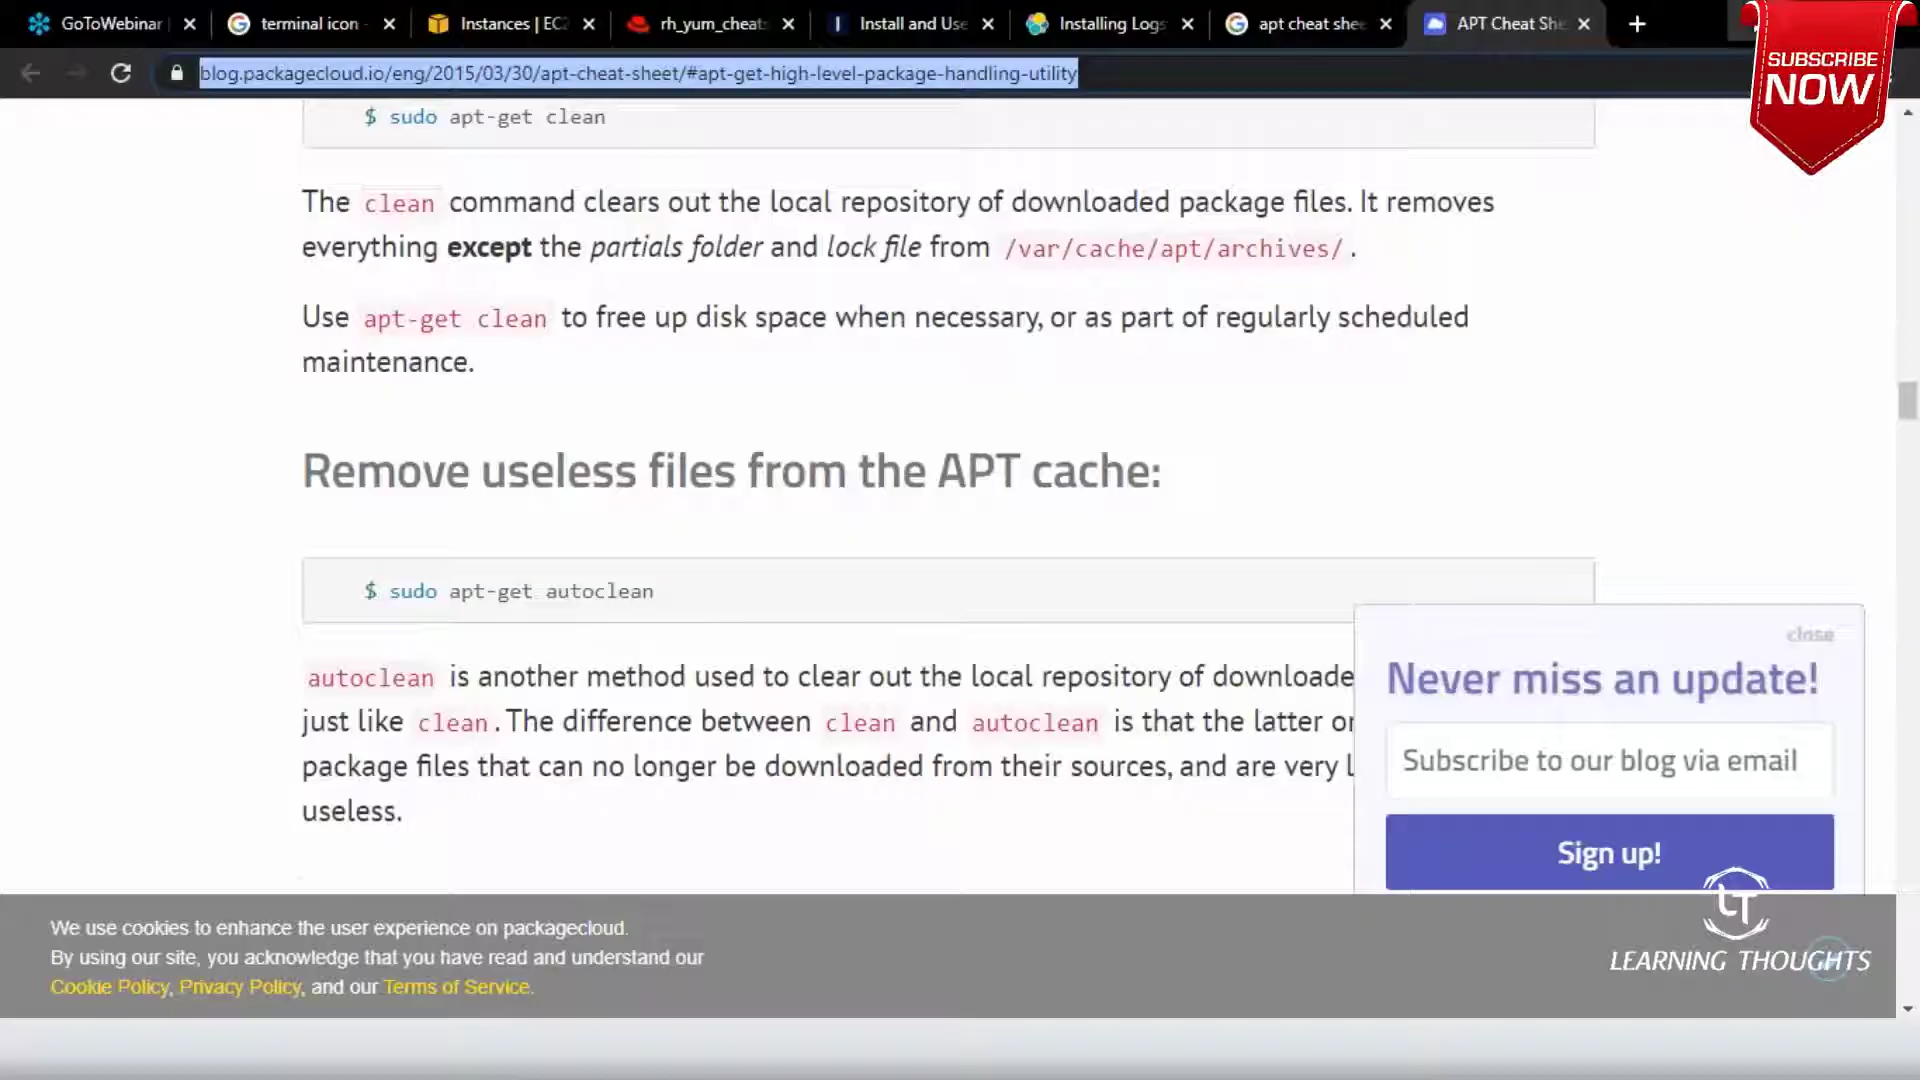 GoToWebinar
terminal icon
Instances | EC2
rh_yum_cheat
Install and Use
Installing Logs
apt cheat shee
APT Cheat She
SUBSCRIBE
NOW
blog.packagecloud.io/eng/2015/03/30/apt-cheat-sheet/#apt-get-high-level-package-handling-utility
$ sudo apt-get clean
The clean command clears out the local repository of downloaded package files. It removes
everything except the partials folder and lock file from /var/cache/apt/archives/ .
Use apt-get clean to free up disk space when necessary, or as part of regularly scheduled
maintenance.
Remove useless files from the APT cache:
$ sudo apt-get autoclean
autoclean is another method used to clear out the local repository of downloade
just like clean . The difference between clean and autoclean is that the latter or
package files that can no longer be downloaded from their sources, and are very l
useless.
close
Never miss an update!
Subscribe to our blog via email
Sign up!
We use cookies to enhance the user experience on packagecloud.
By using our site, you acknowledge that you have read and understand our
Cookie Policy, Privacy Policy, and our Terms of Service.
LT
LEARNING THOUGHTS